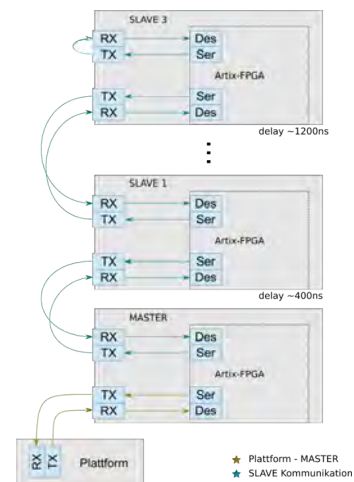 SLAVE 3
RX Des
TX Ser
Artix-FPGA
TX Ser
RX Des
delay ~1200ns
SLAVE 1
RX Des
TX Ser
Artix-FPGA
TX Ser
RX Des
delay ~400ns
MASTER
RX Des
TX Ser
Artix-FPGA
TX Ser
RX Des
RX TX Plattform
Plattform - MASTER
SLAVE Kommunikation